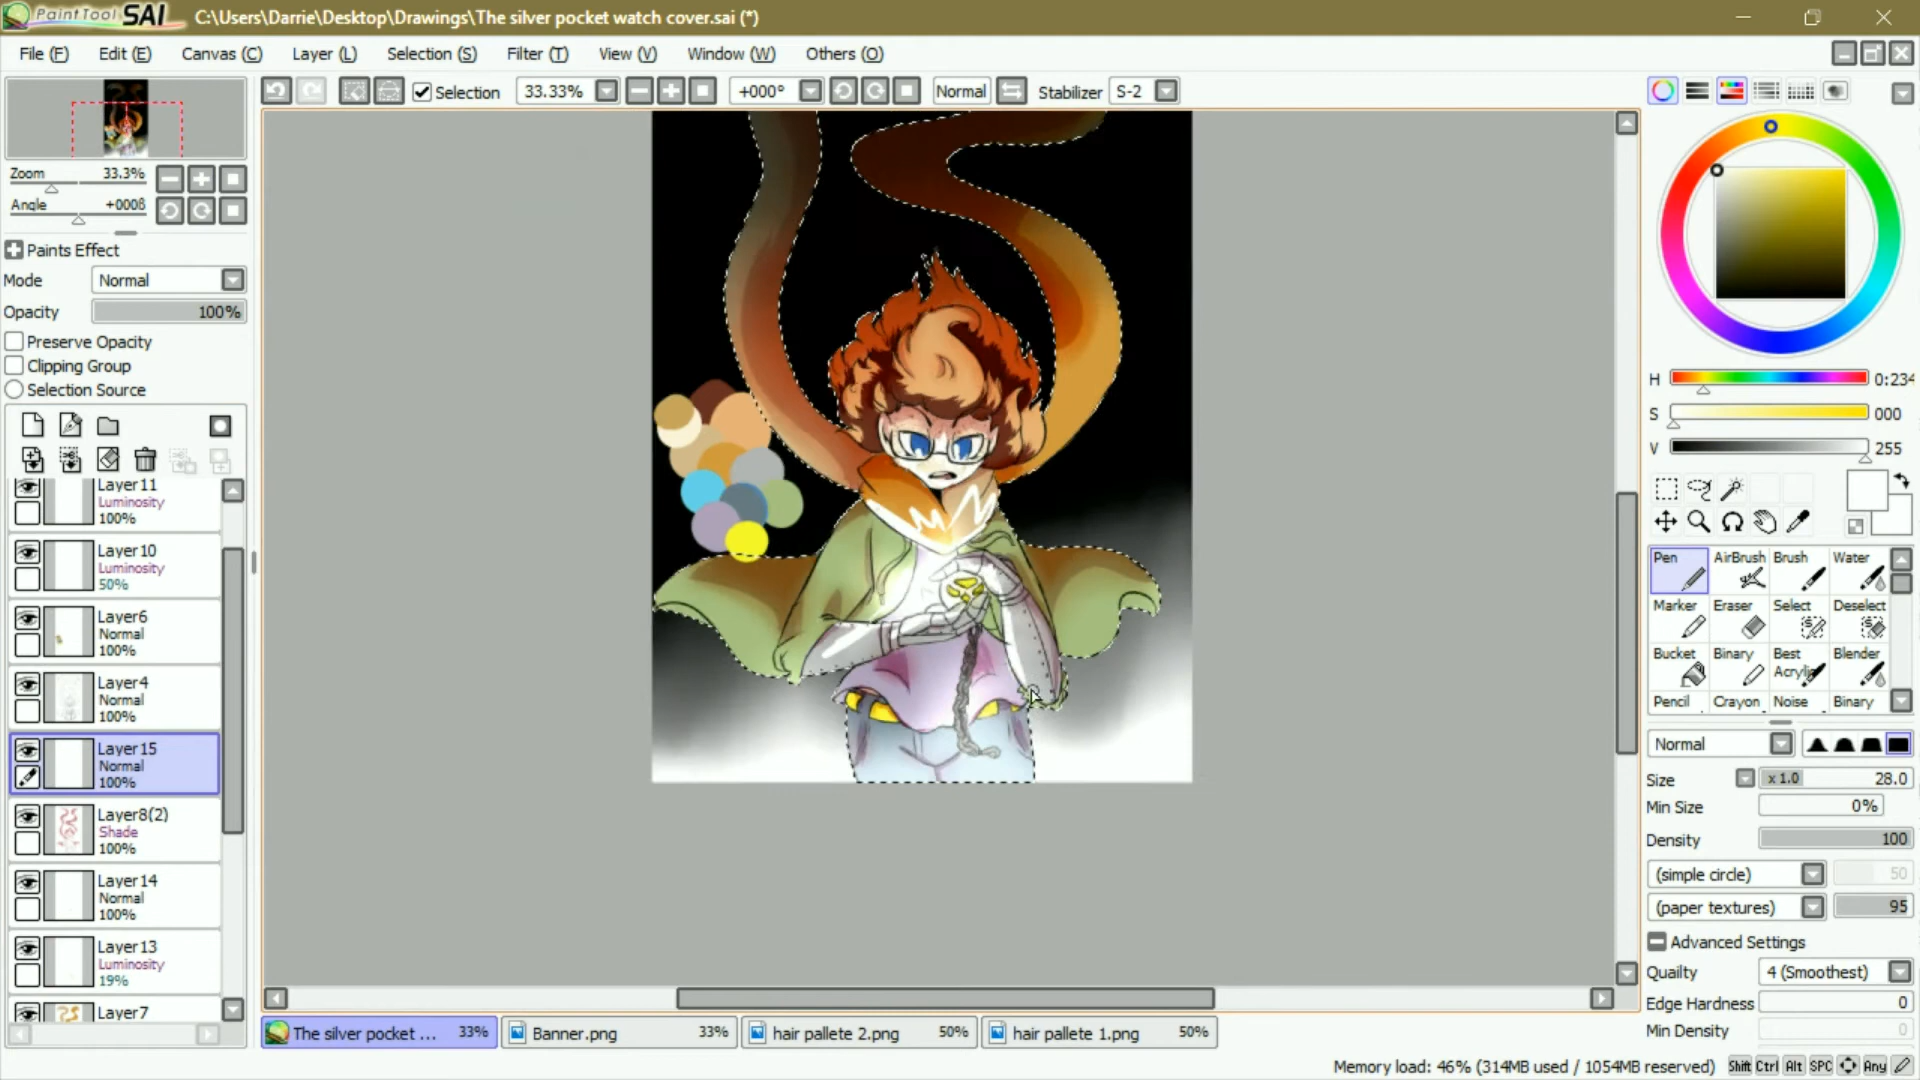 PaintTool SAI C:\Users\Darrie\Desktop\Drawings\The silver pocket watch cover.sai (*)
File (F) Edit (E) Canvas (C) Layer (L) Selection (S) Filter (T) View (V) Window (W) Others (O)
Selection 33.33% +000° Normal Stabilizer S-2
Zoom 33.3%
Angle +000ß
Paints Effect
Mode Normal
Opacity 100%
Preserve Opacity
Clipping Group
Selection Source
Layer11
Luminosity
100%
Layer10
Luminosity
50%
Layer6
Normal
100%
Layer4
Normal
100%
Layer15
Normal
100%
Layer8(2)
Shade
100%
Layer14
Normal
100%
Layer13
Luminosity
19%
Layer7
H 0:234
S 000
V 255
Pen AirBrush Brush Water
Marker Eraser Select Deselect
Bucket Binary Best Acrylic Blender
Pencil Crayon Noise Binary
Normal
Size x 1.0 28.0
Min Size 0%
Density 100
(simple circle) 50
(paper textures) 95
Advanced Settings
Quailty 4 (Smoothest)
Edge Hardness 0
Min Density 0
The silver pocket ... 33% Banner.png 33% hair pallete 2.png 50% hair pallete 1.png 50%
Memory load: 46% (314MB used / 1054MB reserved) Shift Ctrl Alt SPC Any